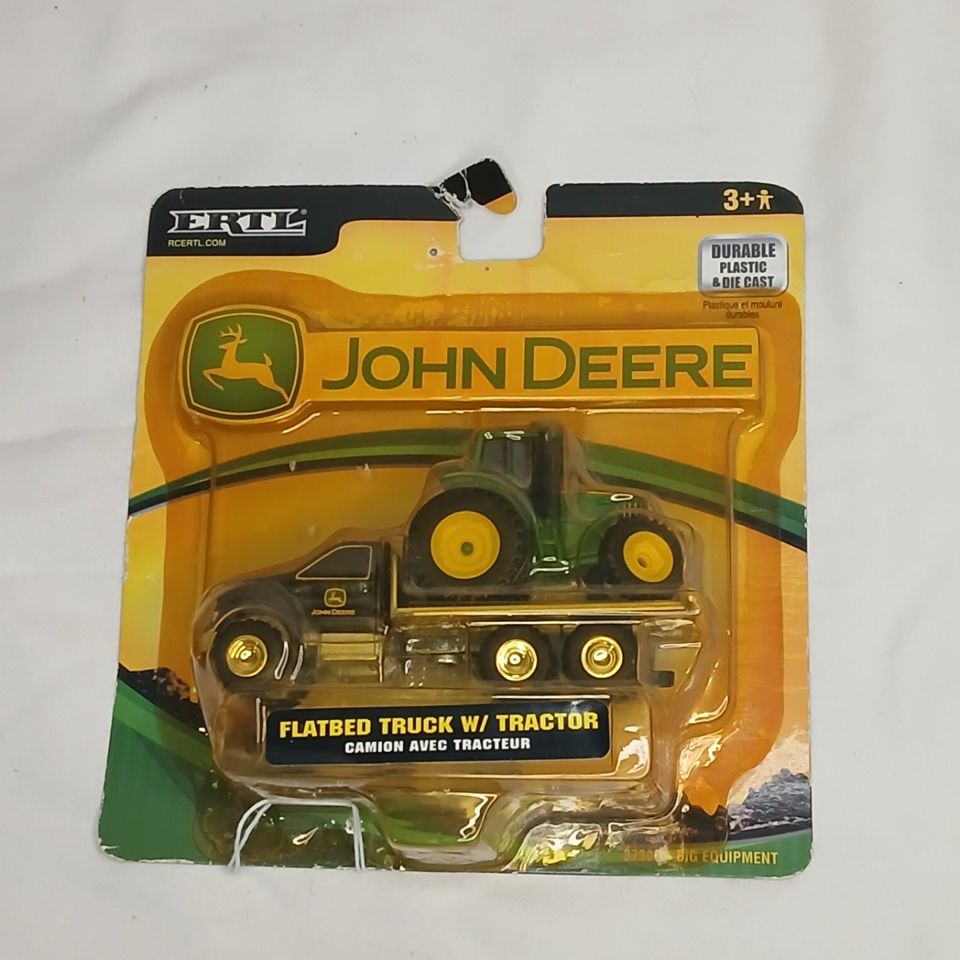 ERTL
RCERTL.COM
3+
DURABLE
PLASTIC
& DIE CAST
Plastique et moulure
durables
JOHN DEERE
JOHN DEERE
FLATBED TRUCK W/ TRACTOR
CAMION AVEC TRACTEUR
BIG EQUIPMENT